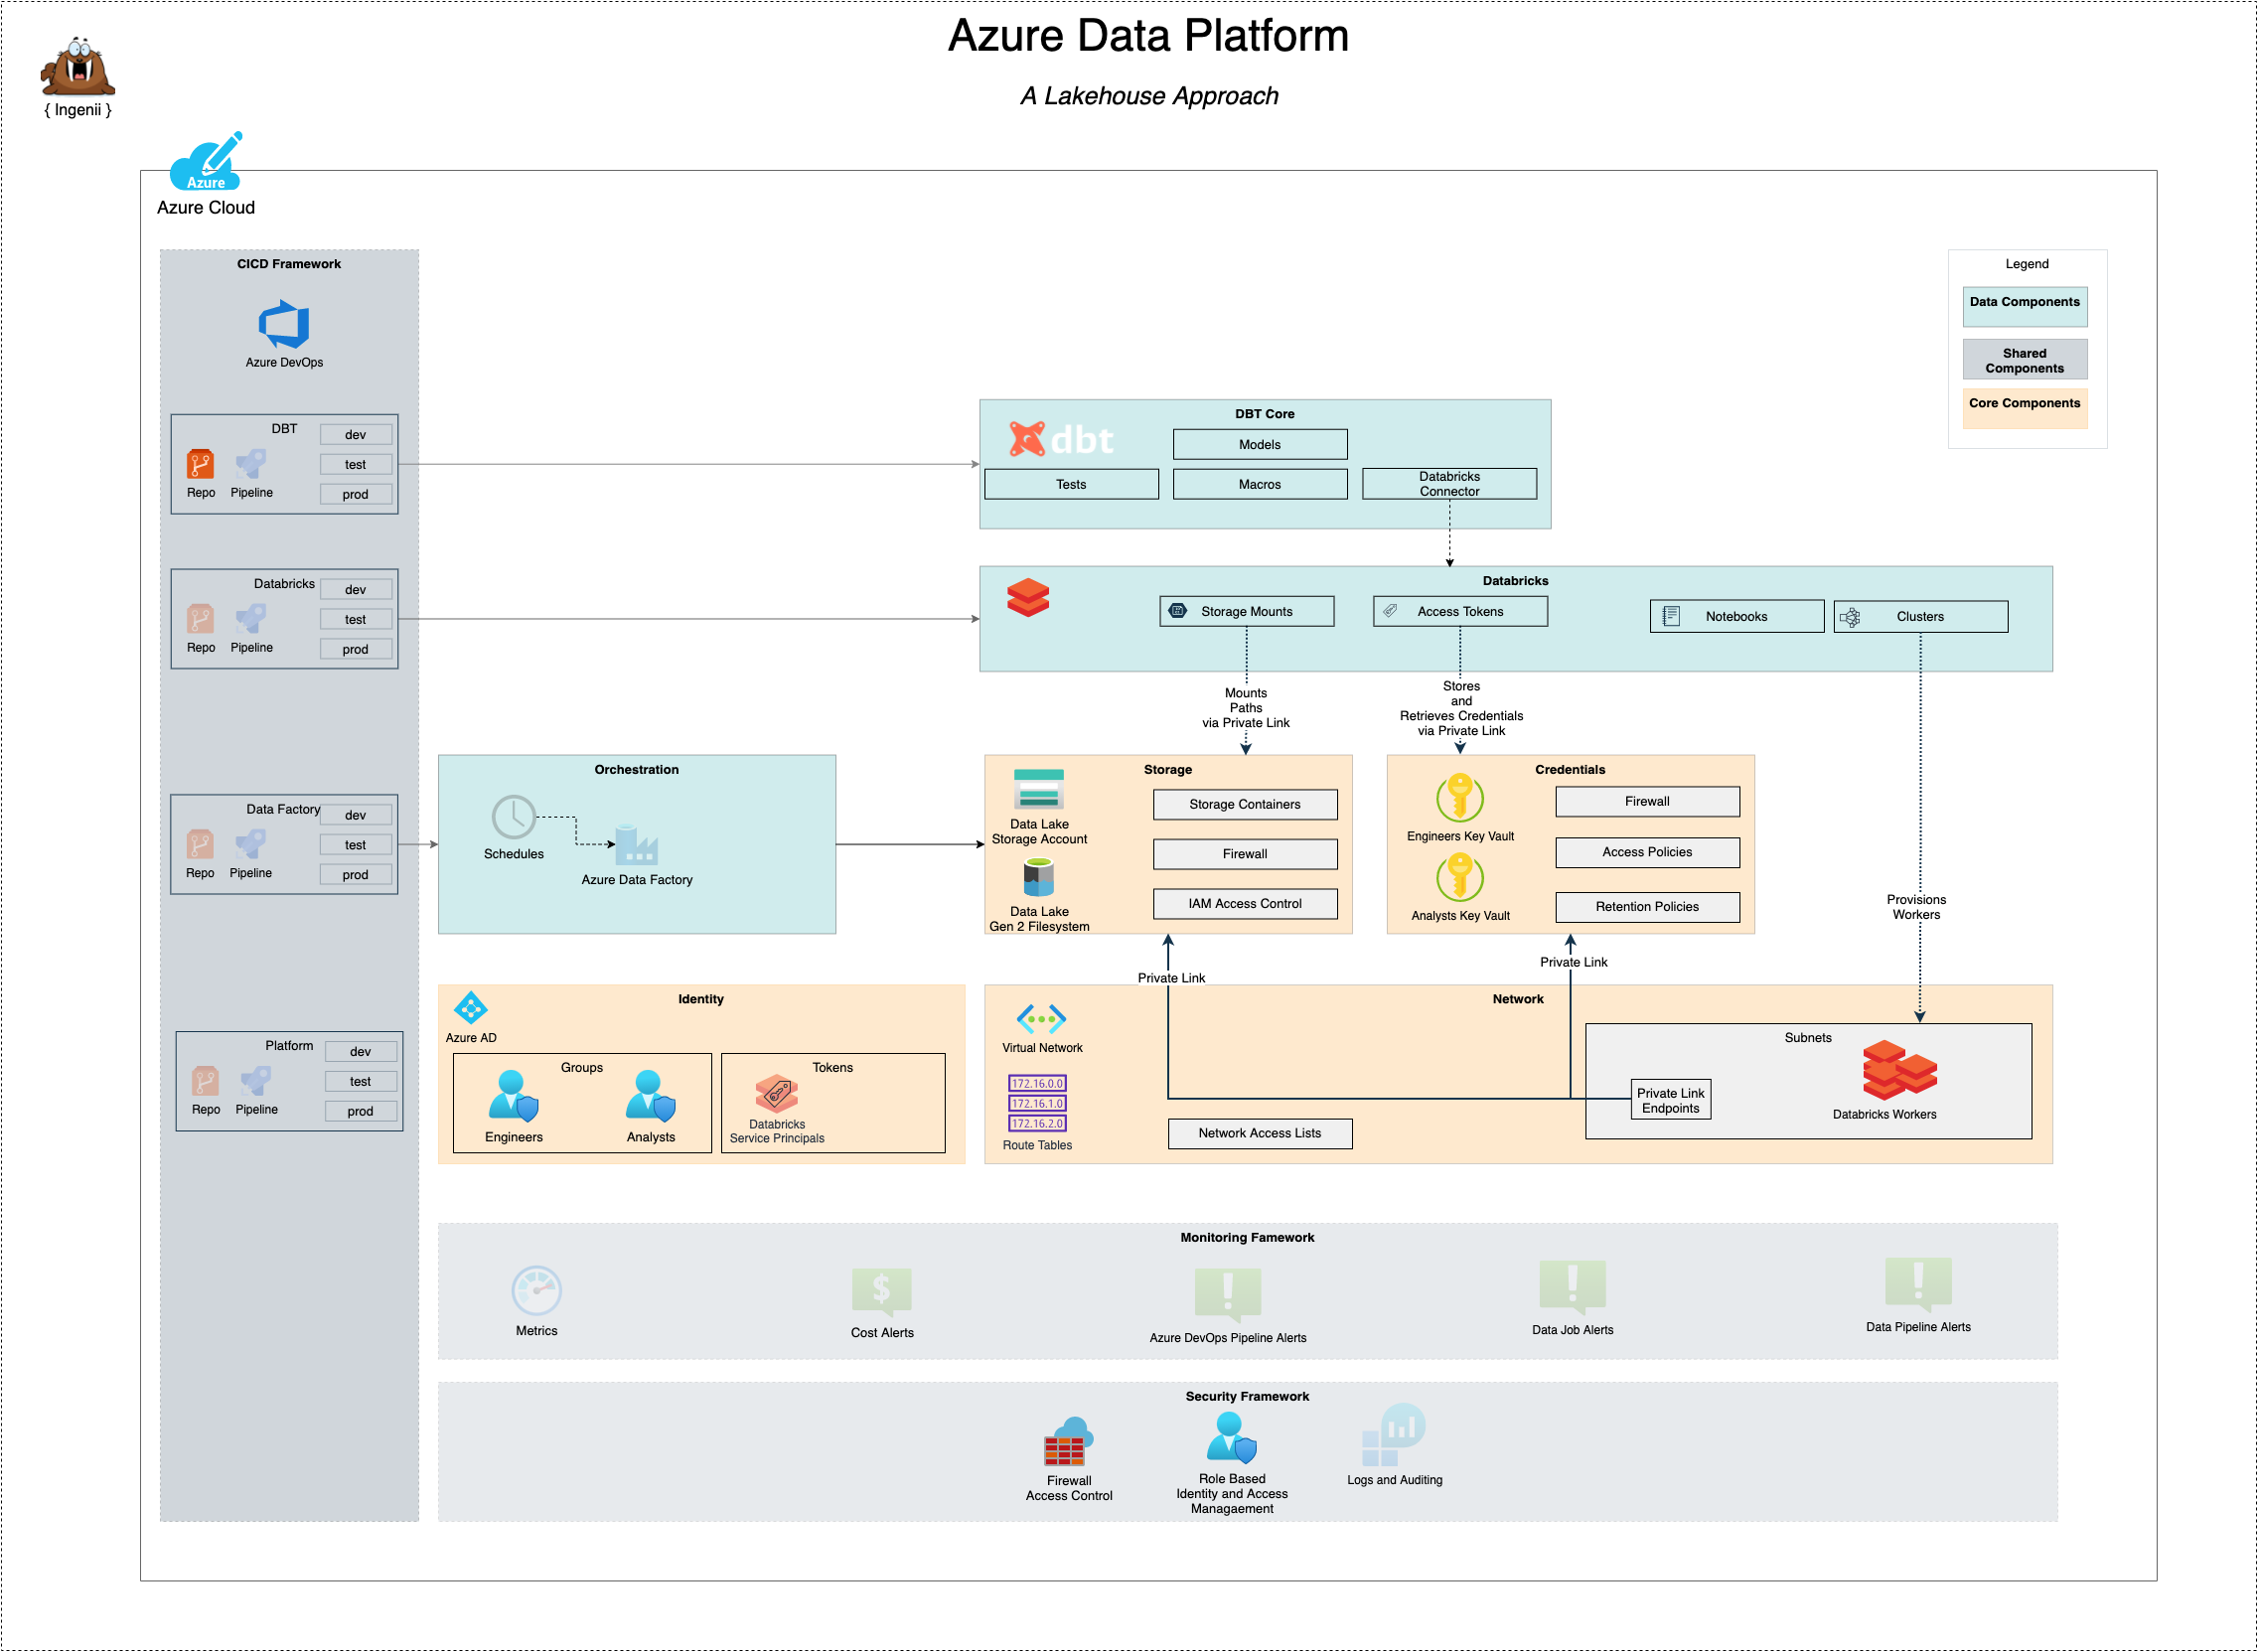 Azure Data Platform
A Lakehouse Approach
{ Ingenii }
Azure
Azure Cloud
CICD Framework
Azure DevOps
DBT
dev
test
prod
Repo
Pipeline
Databricks
dev
test
prod
Repo
Pipeline
Data Factory
dev
test
prod
Repo
Pipeline
Platform
dev
test
prod
Repo
Pipeline
Legend
Data Components
Shared
Components
Core Components
DBT Core
dbt
Models
Tests
Macros
Databricks
Connector
Databricks
Storage Mounts
Access Tokens
Notebooks
Clusters
Mounts
Paths
via Private Link
Stores
and
Retrieves Credentials
via Private Link
Provisions
Workers
Orchestration
Schedules
Azure Data Factory
Storage
Data Lake
Storage Account
Data Lake
Gen 2 Filesystem
Storage Containers
Firewall
IAM Access Control
Credentials
Engineers Key Vault
Analysts Key Vault
Firewall
Access Policies
Retention Policies
Private Link
Private Link
Identity
Azure AD
Groups
Engineers
Analysts
Tokens
Databricks
Service Principals
Network
Virtual Network
172.16.0.0
172.16.1.0
172.16.2.0
Route Tables
Network Access Lists
Subnets
Private Link
Endpoints
Databricks Workers
Monitoring Famework
Metrics
$
Cost Alerts
!
Azure DevOps Pipeline Alerts
!
Data Job Alerts
!
Data Pipeline Alerts
Security Framework
Firewall
Access Control
Role Based
Identity and Access
Managaement
Logs and Auditing